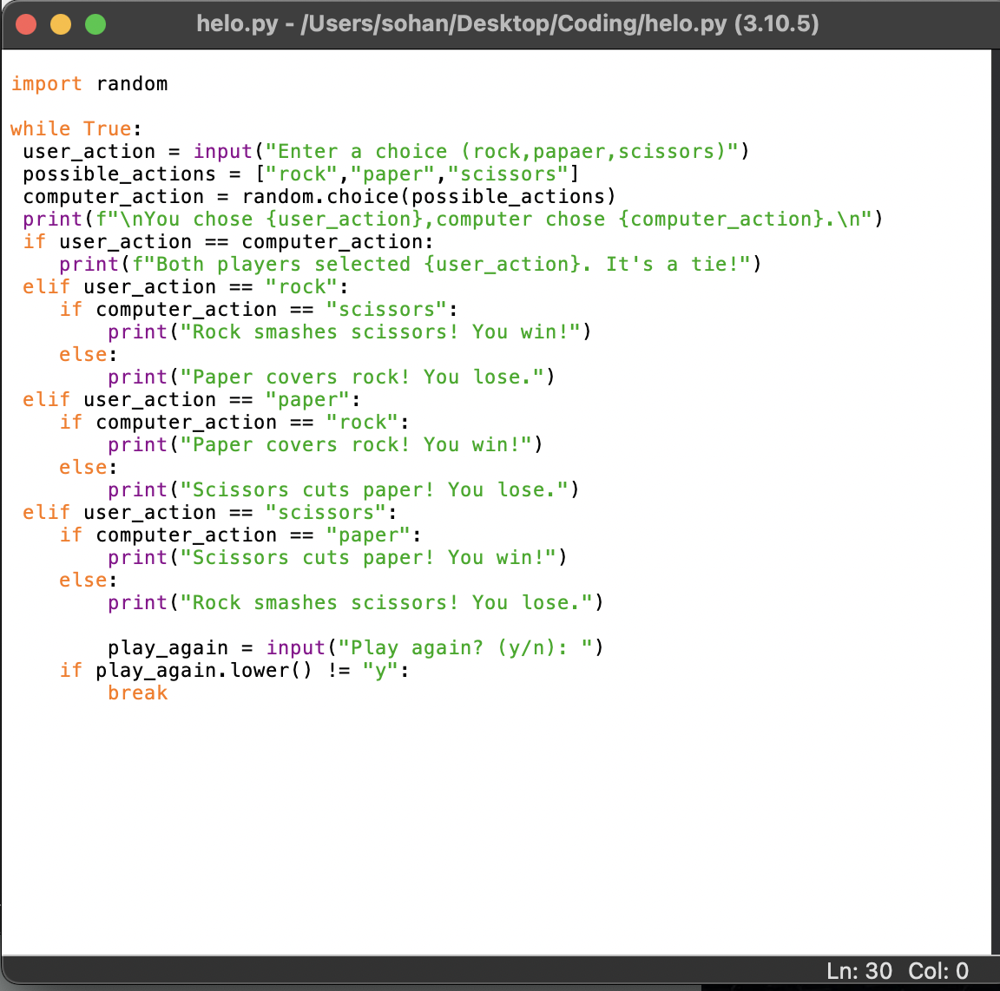 helo.py - /Users/sohan/Desktop/Coding/helo.py (3.10.5)
import random
while True:
 user_action = input("Enter a choice (rock,papaer,scissors)")
 possible_actions = ["rock","paper","scissors"]
 computer_action = random.choice(possible_actions)
 print(f"\nYou chose {user_action},computer chose {computer_action}.\n")
 if user_action == computer_action:
    print(f"Both players selected {user_action}. It's a tie!")
 elif user_action == "rock":
    if computer_action == "scissors":
        print("Rock smashes scissors! You win!")
    else:
        print("Paper covers rock! You lose.")
 elif user_action == "paper":
    if computer_action == "rock":
        print("Paper covers rock! You win!")
    else:
        print("Scissors cuts paper! You lose.")
 elif user_action == "scissors":
    if computer_action == "paper":
        print("Scissors cuts paper! You win!")
    else:
        print("Rock smashes scissors! You lose.")
        play_again = input("Play again? (y/n): ")
    if play_again.lower() != "y":
        break
Ln: 30 Col: 0